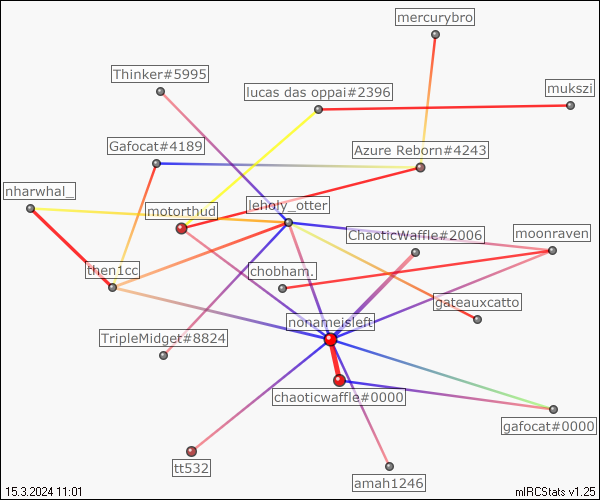 mercurybro
Thinker#5995
lucas das oppai#2396
mukszi
Gafocat#4189
Azure Reborn#4243
nharwhal_
motorthud
leholy_otter
ChaoticWaffle#2006
moonraven
then1cc
chobham.
gateauxcatto
nonameisleft
TripleMidget#8824
chaoticwaffle#0000
gafocat#0000
tt532
amah1246
15.3.2024 11:01
mIRCStats v1.25